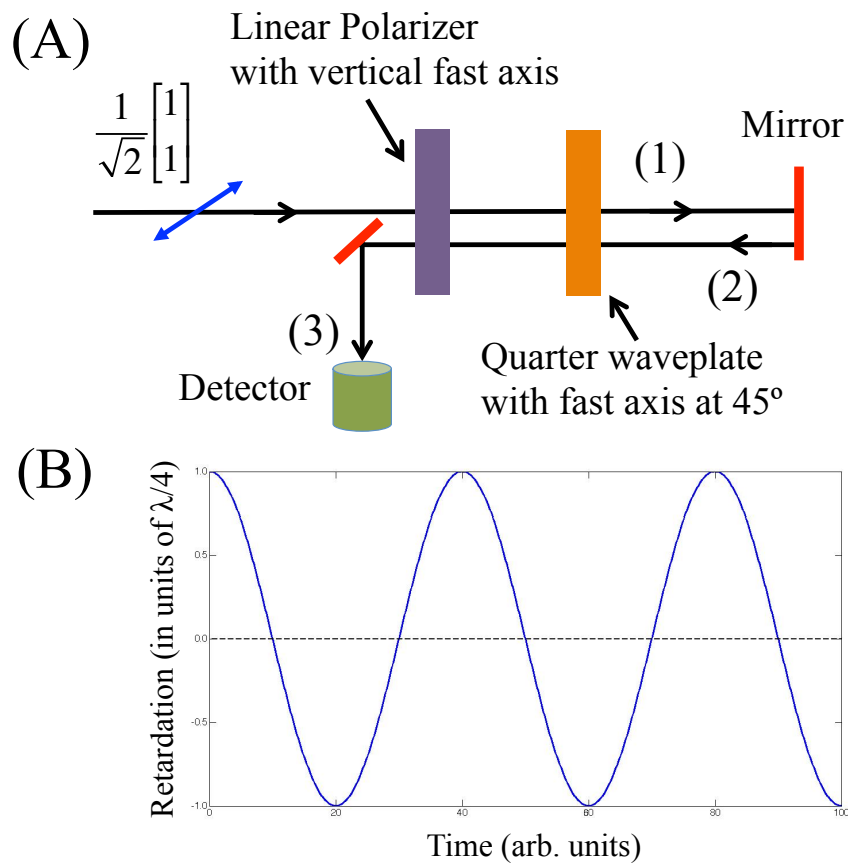 (A)
Linear Polarizer
with vertical fast axis
1
√2
[1
1]
Mirror
(1)
(2)
(3)
Detector
Quarter waveplate
with fast axis at 45º
(B)
Retardation (in units of λ/4)
1.0
0.5
0.0
-0.5
-1.0
0 20 40 60 80 100
Time (arb. units)